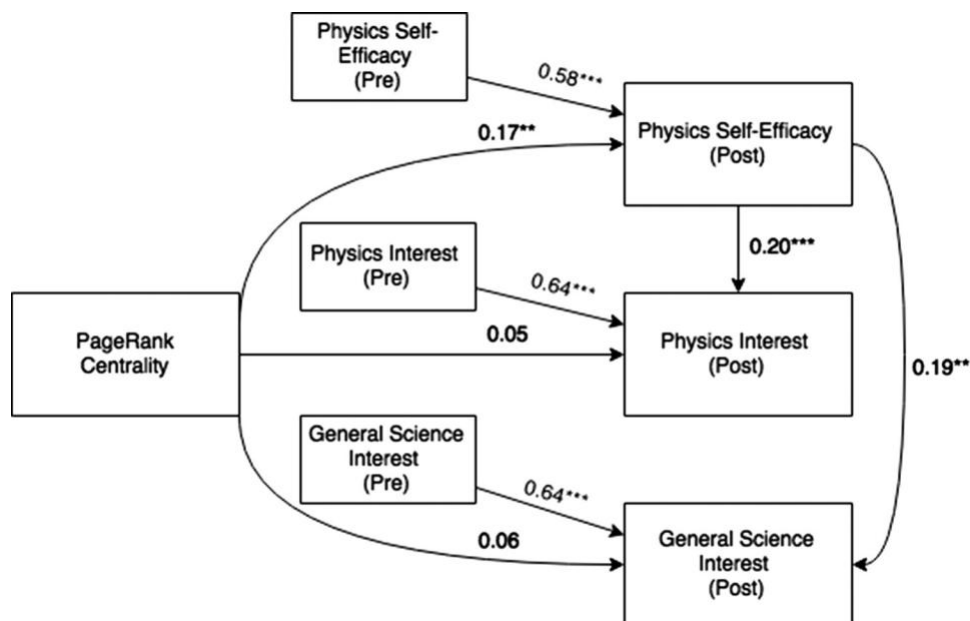 Physics Self-
Efficacy
(Pre)
0.58***
Physics Self-Efficacy
(Post)
0.17**
Physics Interest
(Pre)
0.64***
0.20***
PageRank
Centrality
0.05
Physics Interest
(Post)
0.19**
General Science
Interest
(Pre)
0.64***
0.06
General Science
Interest
(Post)